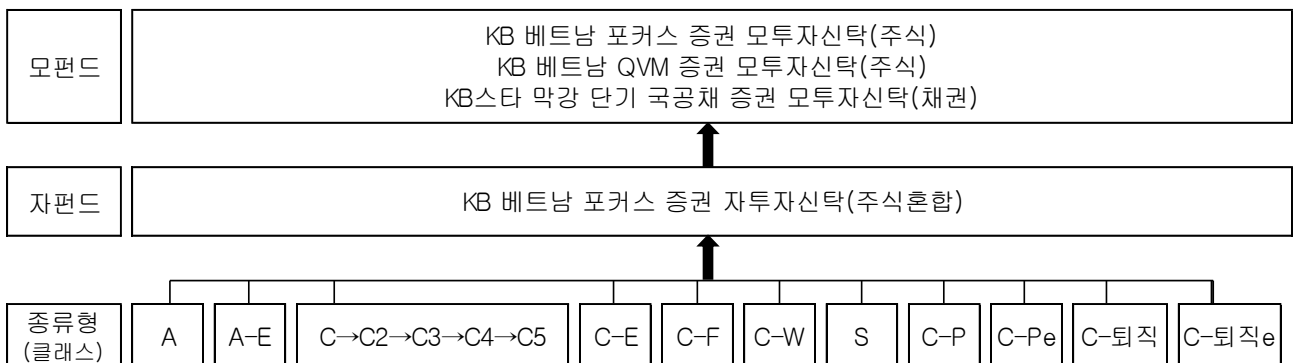 모펀드
KB 베트남 포커스 증권 모투자신탁(주식)
KB 베트남 QVM 증권 모투자신탁(주식)
KB스타 막강 단기 국공채 증권 모투자신탁(채권)
자펀드
KB 베트남 포커스 증권 자투자신탁(주식혼합)
종류형
(클래스)
A
A-E
C→C2→C3→C4→C5
C-E
C-F
C-W
S
C-P
C-Pe
C-퇴직
C-퇴직e